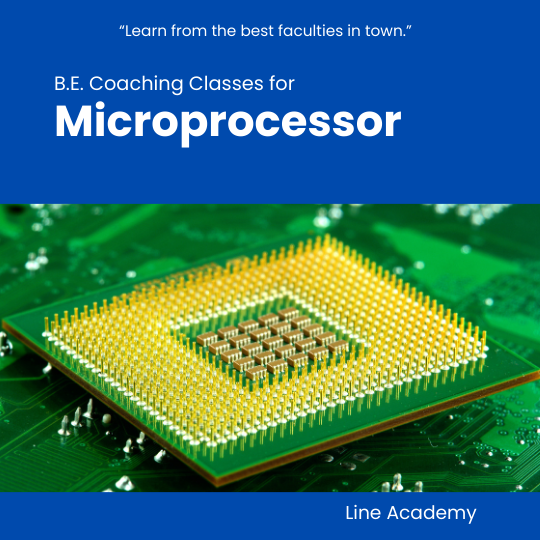 “Learn from the best faculties in town.”
B.E. Coaching Classes for
Microprocessor
Line Academy